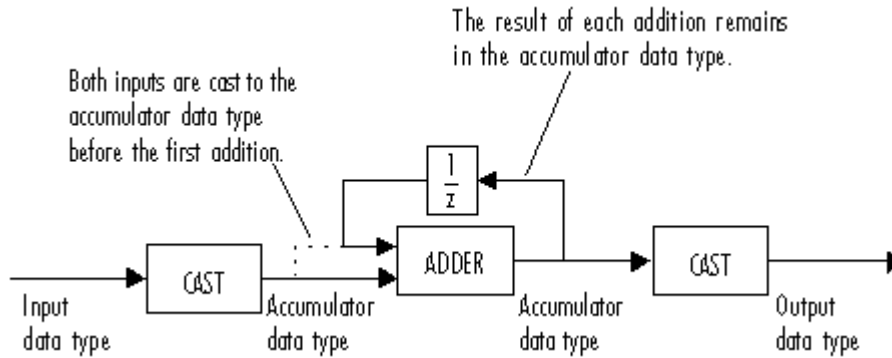 The result of each addition remains
in the accumulator data type.
Both inputs are cast to the
accumulator data type
before the first addition.
1
z
CAST
ADDER
CAST
Input
data type
Accumulator
data type
Accumulator
data type
Output
data type